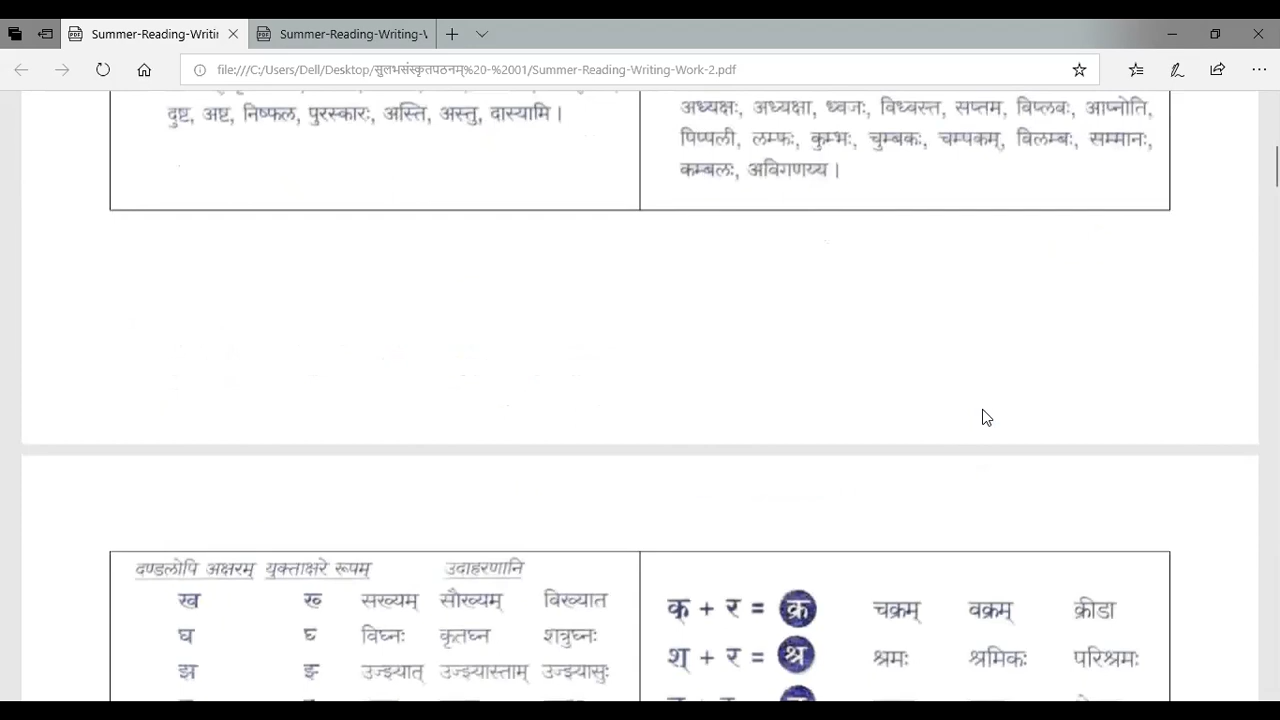 Summer-Reading-Writi
Summer-Reading-Writing-V
file:///C:/Users/Dell/Desktop/सुलभसंस्कृतपठनम्%20-%2001/Summer-Reading-Writing-Work-2.pdf
दुष्ट, अष्ट, निष्फल, पुरस्कारः, अस्ति, अस्तु, दास्यामि ।
अध्यक्षः, अध्यक्षा, ध्वजः, विध्वस्त, सप्तम, विप्लवः, आप्नोति,
पिप्पली, लम्फः, कुम्भः, चुम्बकः, चम्पकम्, विलम्बः, सम्मानः,
कम्बलः, अविगणय्य ।
दण्डलोपि अक्षरम् युक्ताक्षरे रूपम् उदाहरणानि
ख ख्‍ सख्यम् सौख्यम् विख्यात
घ घ्‍ विघ्नः कृतघ्न शत्रुघ्नः
झ झ्‍ उज्झ्यात् उज्झ्यास्ताम् उज्झ्यासुः
क् + र = क्र चक्रम् वक्रम् क्रीडा
श् + र = श्र श्रमः श्रमिकः परिश्रमः